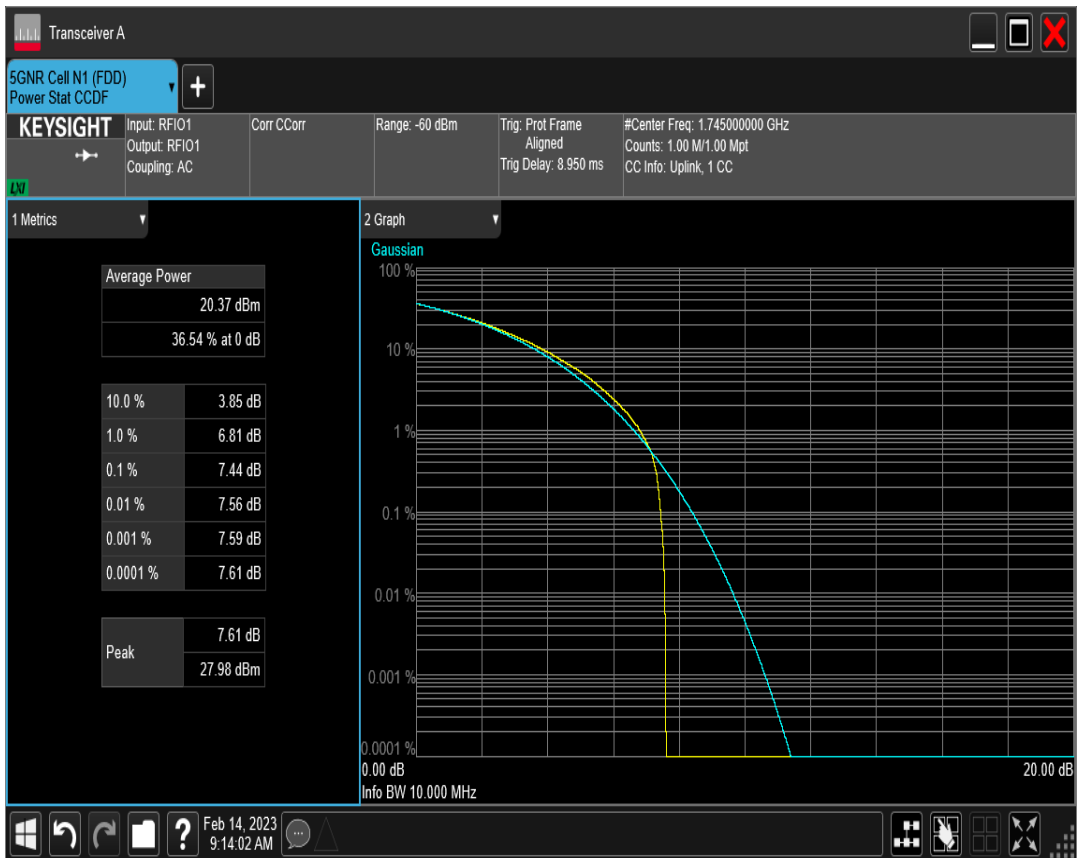 Transceiver A
5GNR Cell N1 (FDD)
Power Stat CCDF
+
KEYSIGHT
LXI
Input: RFIO1
Output: RFIO1
Coupling: AC
Corr CCorr
Range: -60 dBm
Trig: Prot Frame
Aligned
Trig Delay: 8.950 ms
#Center Freq: 1.745000000 GHz
Counts: 1.00 M/1.00 Mpt
CC Info: Uplink, 1 CC
1 Metrics
Average Power
20.37 dBm
36.54 % at 0 dB
10.0 % 3.85 dB
1.0 % 6.81 dB
0.1 % 7.44 dB
0.01 % 7.56 dB
0.001 % 7.59 dB
0.0001 % 7.61 dB
Peak
7.61 dB
27.98 dBm
2 Graph
Gaussian
100 %
10 %
1 %
0.1 %
0.01 %
0.001 %
0.0001 %
0.00 dB 20.00 dB
Info BW 10.000 MHz
?
Feb 14, 2023
9:14:02 AM